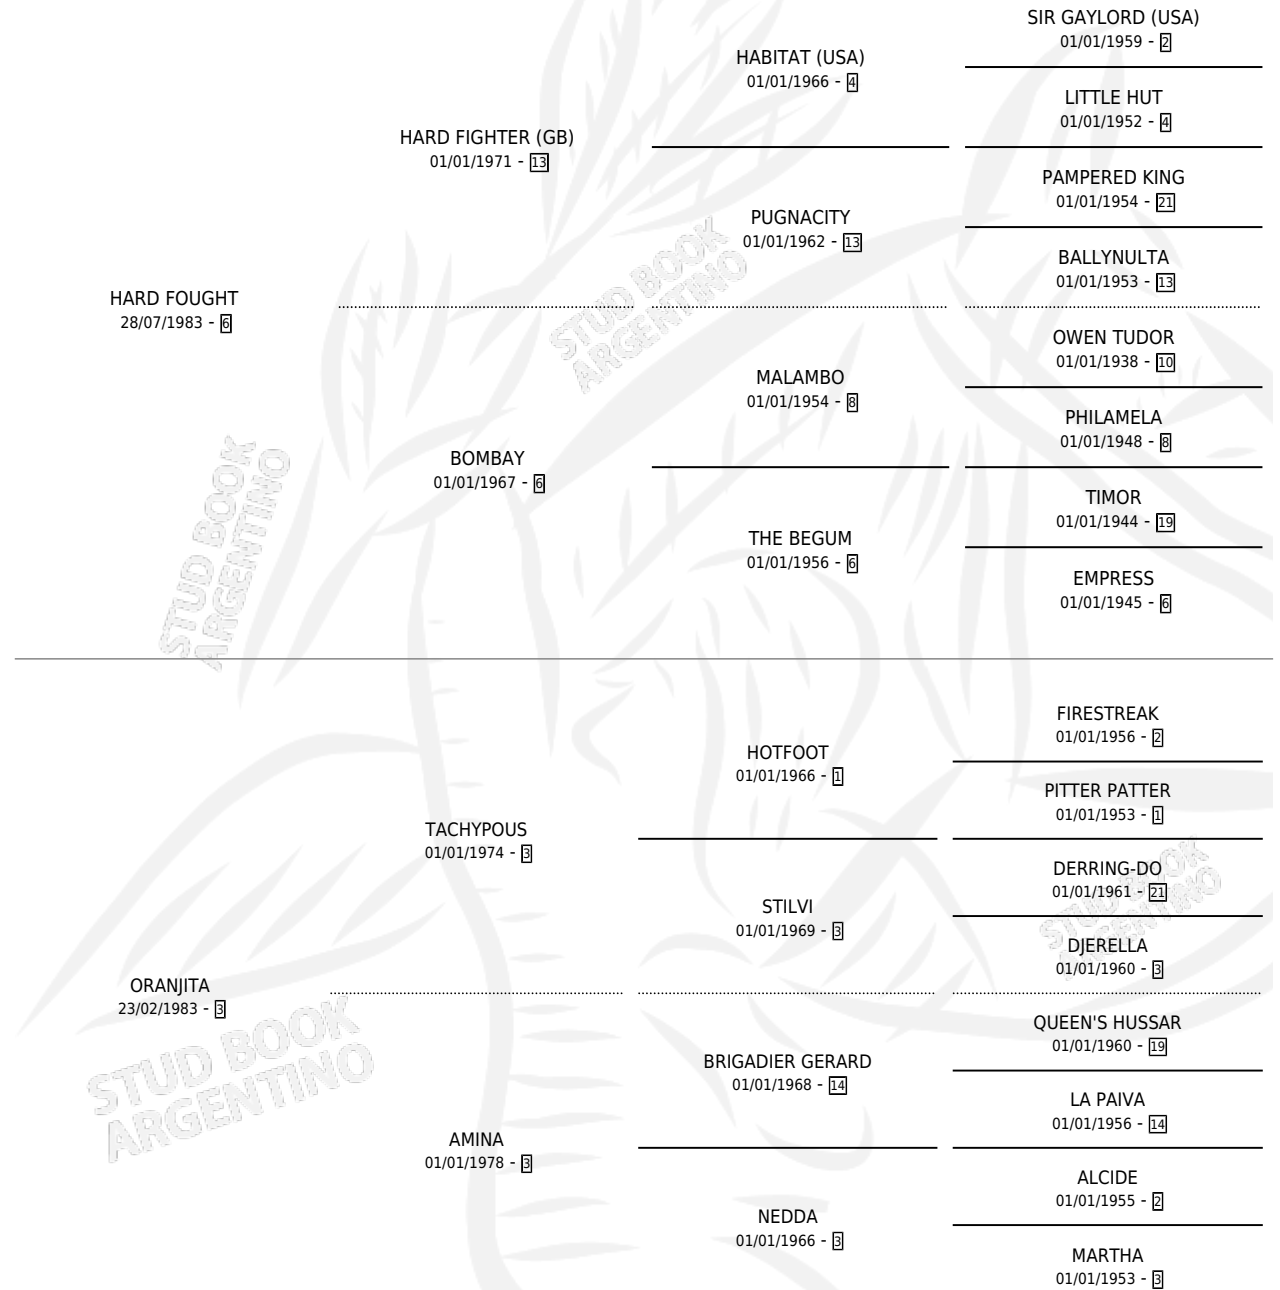 SIR GAYLORD (USA)
01/01/1959 - 2
HABITAT (USA)
01/01/1966 - 4
LITTLE HUT
01/01/1952 - 4
HARD FIGHTER (GB)
01/01/1971 - 13
PAMPERED KING
01/01/1954 - 21
PUGNACITY
01/01/1962 - 13
BALLYNULTA
01/01/1953 - 13
HARD FOUGHT
28/07/1983 - 6
OWEN TUDOR
01/01/1938 - 10
MALAMBO
01/01/1954 - 8
PHILAMELA
01/01/1948 - 8
BOMBAY
01/01/1967 - 6
TIMOR
01/01/1944 - 19
THE BEGUM
01/01/1956 - 6
EMPRESS
01/01/1945 - 6
STUD BOOK
ARGENTINO
STUD BOOK
ARGENTINO
FIRESTREAK
01/01/1956 - 2
HOTFOOT
01/01/1966 - 1
PITTER PATTER
01/01/1953 - 1
TACHYPOUS
01/01/1974 - 3
DERRING-DO
01/01/1961 - 21
STILVI
01/01/1969 - 3
DJERELLA
01/01/1960 - 3
ORANJITA
23/02/1983 - 3
QUEEN'S HUSSAR
01/01/1960 - 19
BRIGADIER GERARD
01/01/1968 - 14
LA PAIVA
01/01/1956 - 14
AMINA
01/01/1978 - 3
ALCIDE
01/01/1955 - 2
NEDDA
01/01/1966 - 3
MARTHA
01/01/1953 - 3
STUD BOOK
ARGENTINO
STUD BOOK
ARGENTINO